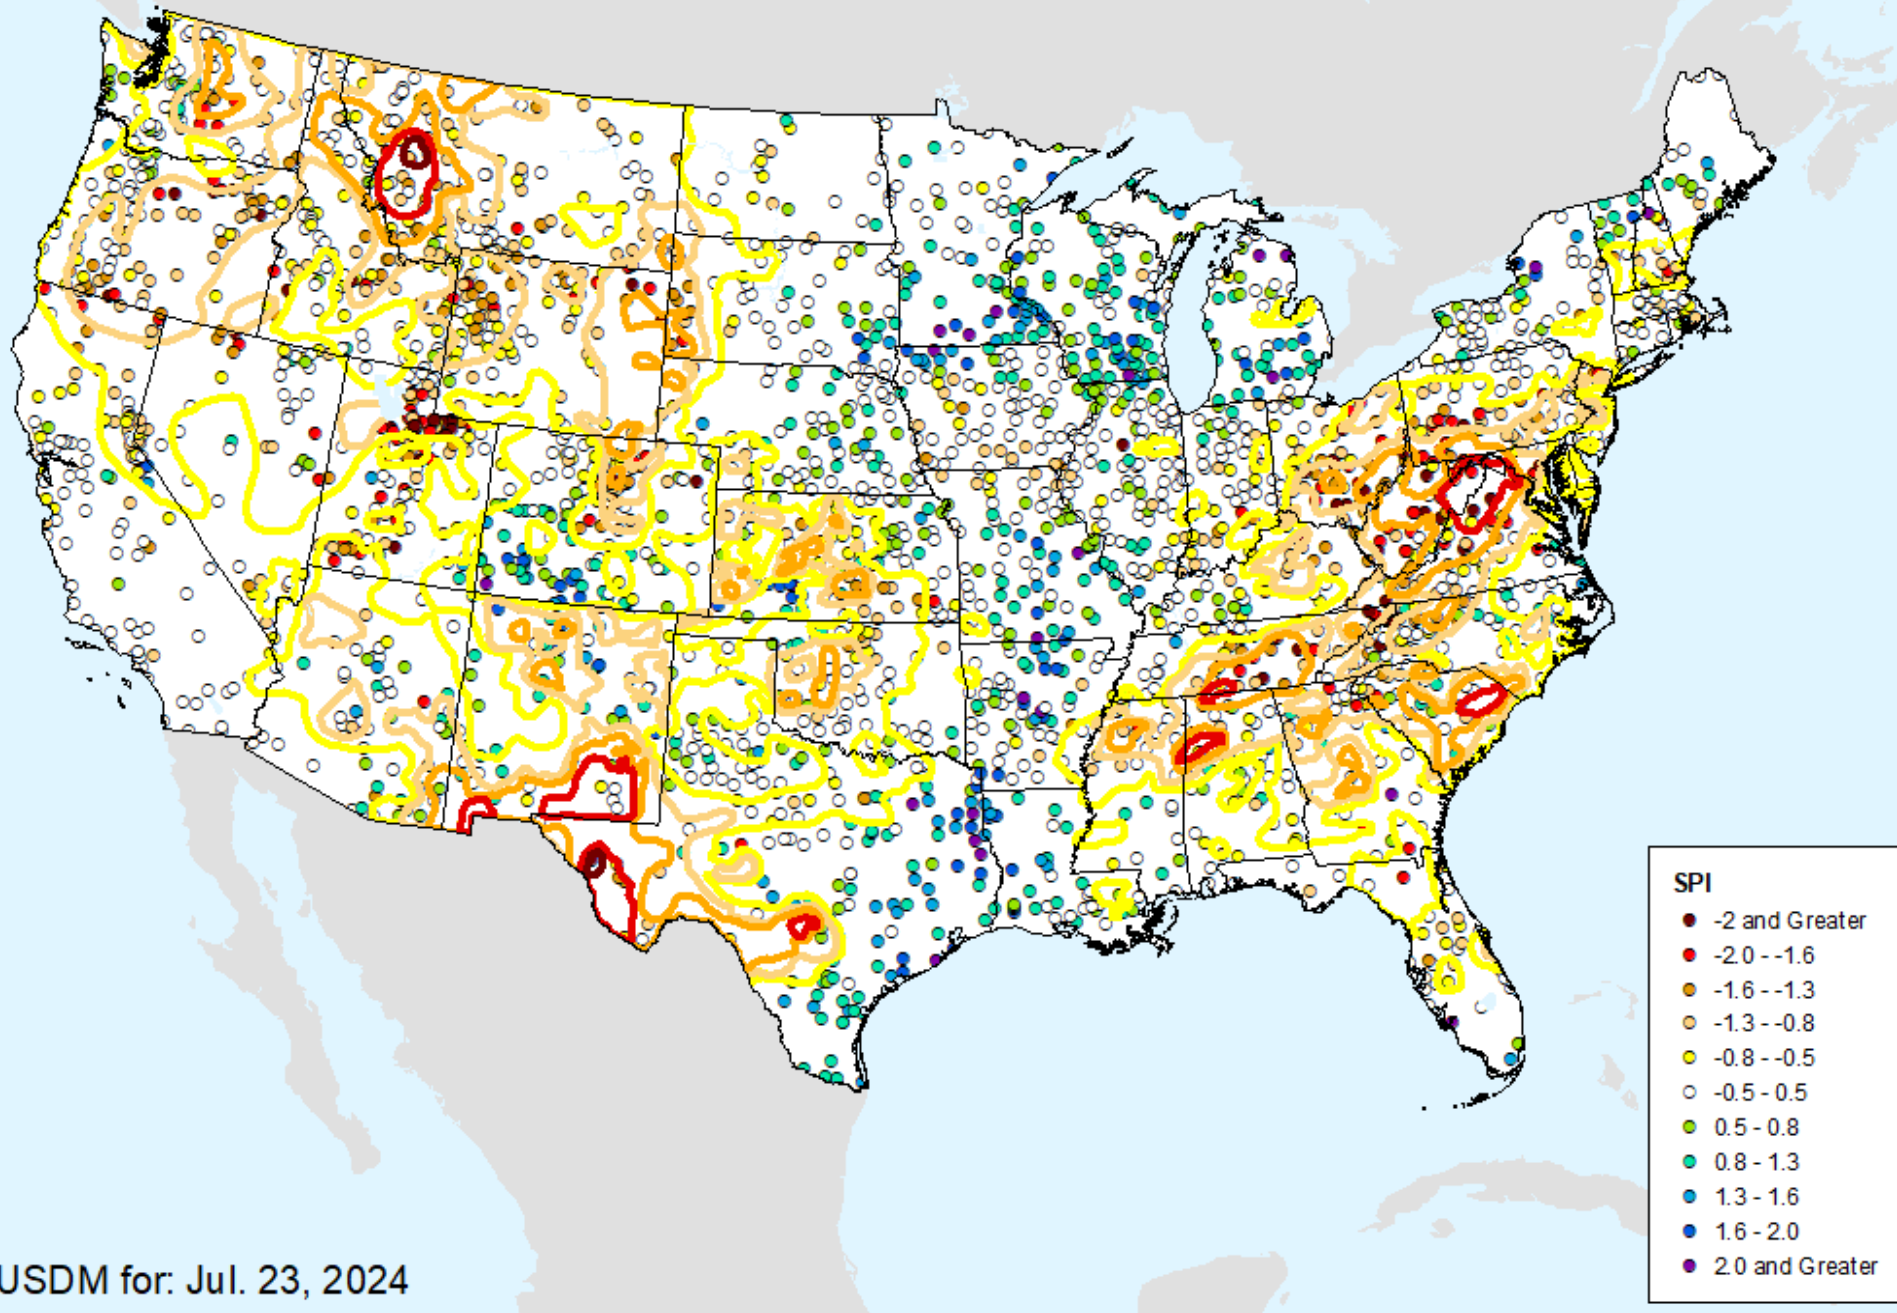 SPI
-2 and Greater
-2.0 - -1.6
-1.6 - -1.3
-1.3 - -0.8
-0.8 - -0.5
-0.5 - 0.5
0.5 - 0.8
0.8 - 1.3
1.3 - 1.6
1.6 - 2.0
2.0 and Greater
USDM for: Jul. 23, 2024